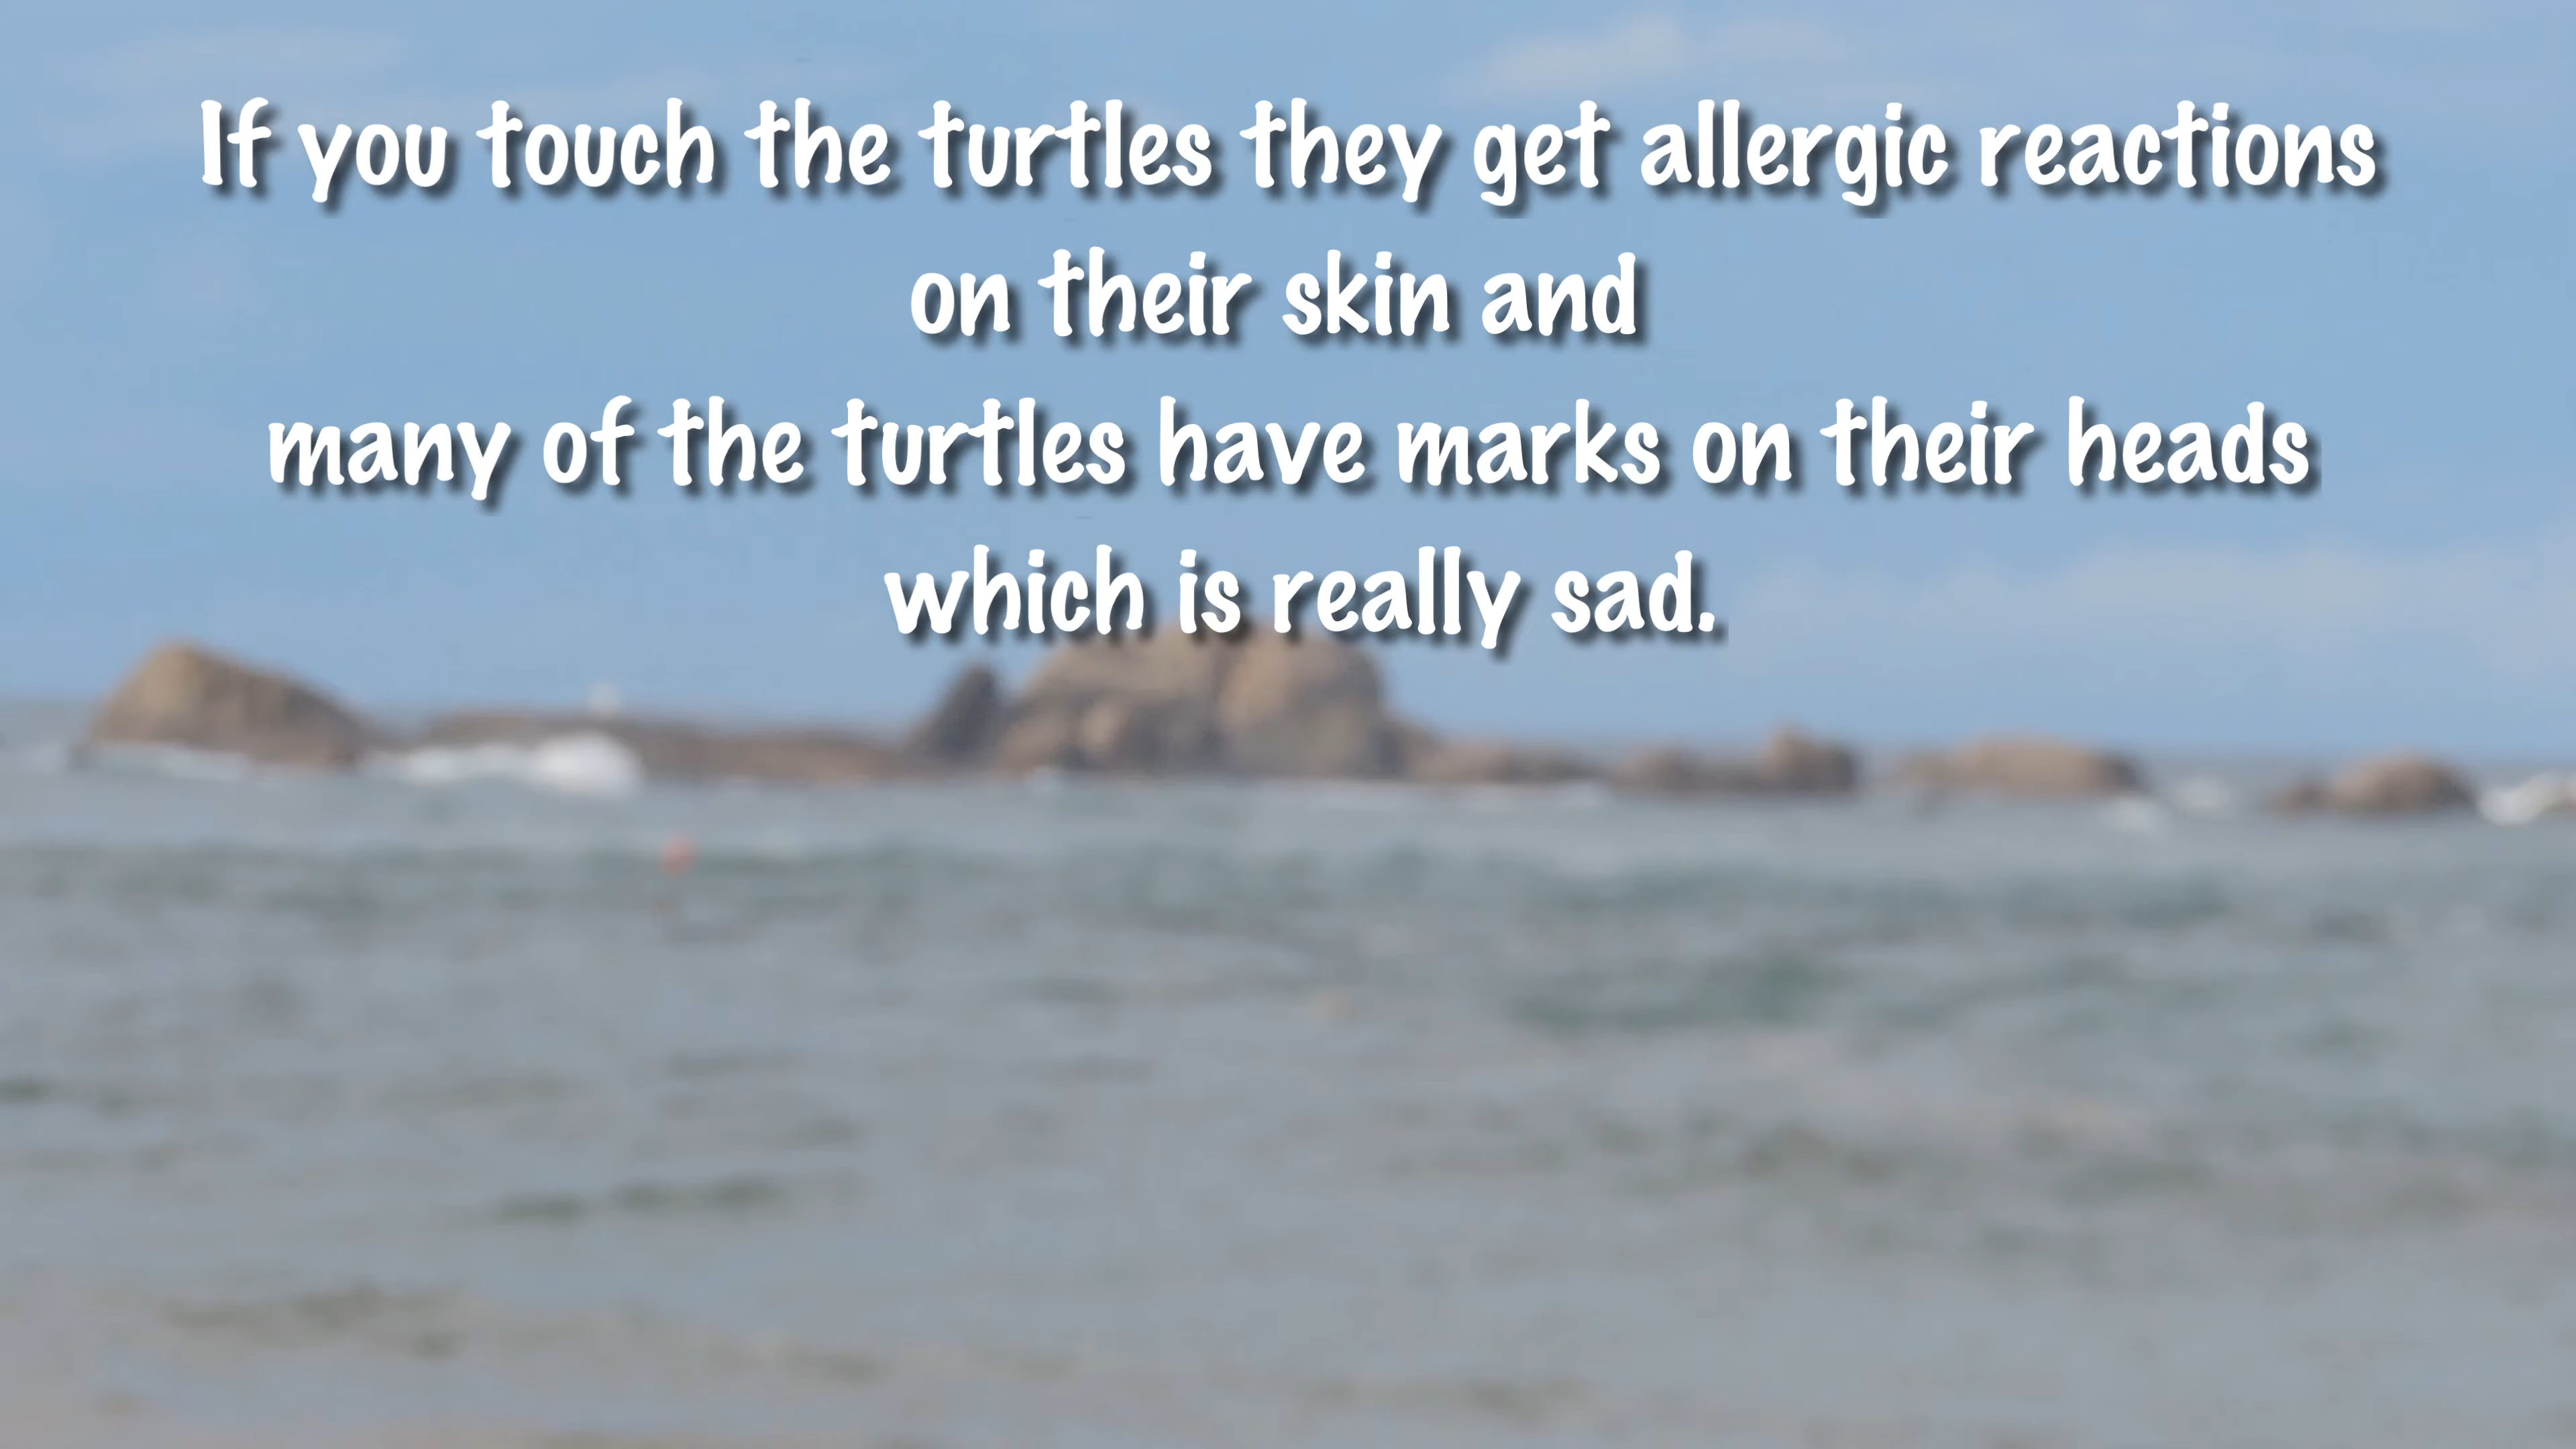 If you touch the turtles they get allergic reactions
on their skin and
many of the turtles have marks on their heads
which is really sad.